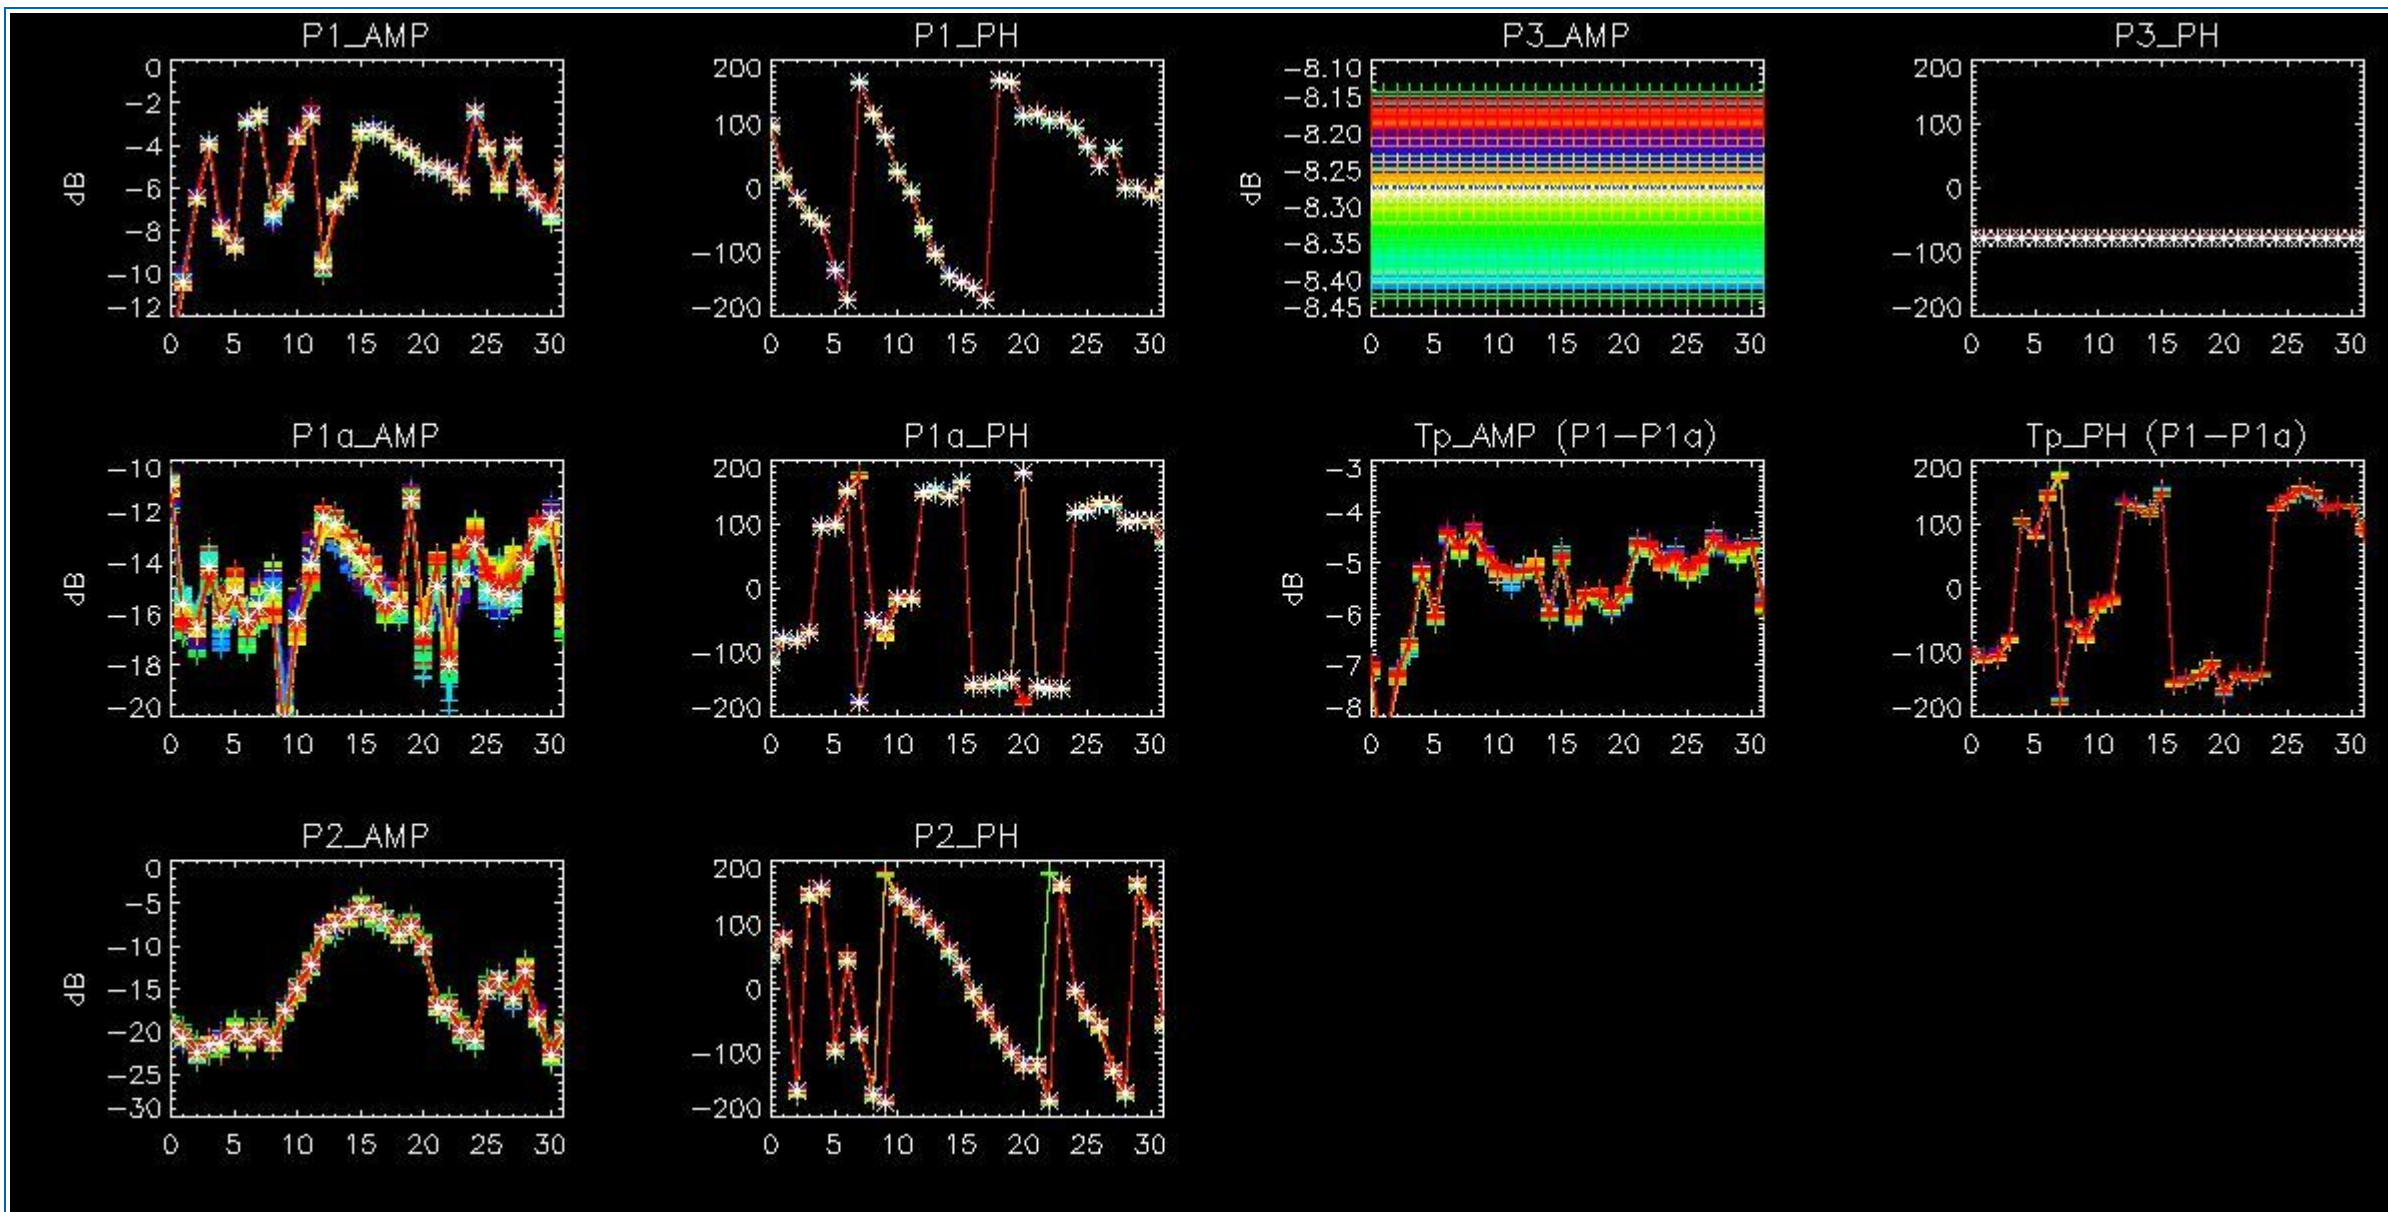 P1_AMP
0
−2
−4
−6
−8
−10
−12
dB
0 5 10 15 20 25 30
P1_PH
200
100
0
−100
−200
0 5 10 15 20 25 30
P3_AMP
−8.10
−8.15
−8.20
−8.25
−8.30
−8.35
−8.40
−8.45
dB
0 5 10 15 20 25 30
P3_PH
200
100
0
−100
−200
0 5 10 15 20 25 30
P1a_AMP
−10
−12
−14
−16
−18
−20
dB
0 5 10 15 20 25 30
P1a_PH
200
100
0
−100
−200
0 5 10 15 20 25 30
Tp_AMP (P1−P1a)
−3
−4
−5
−6
−7
−8
dB
0 5 10 15 20 25 30
Tp_PH (P1−P1a)
200
100
0
−100
−200
0 5 10 15 20 25 30
P2_AMP
0
−5
−10
−15
−20
−25
−30
dB
0 5 10 15 20 25 30
P2_PH
200
100
0
−100
−200
0 5 10 15 20 25 30